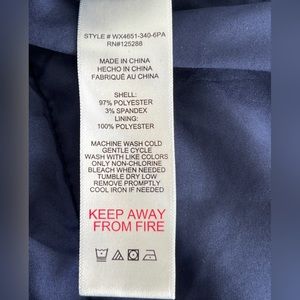 STYLE # WX4651-340-6PA
RN#125288
MADE IN CHINA
HECHO IN CHINA
FABRIQUÉ AU CHINA
SHELL:
97% POLYESTER
3% SPANDEX
LINING:
100% POLYESTER
MACHINE WASH COLD
GENTLE CYCLE
WASH WITH LIKE COLORS
ONLY NON-CHLORINE
BLEACH WHEN NEEDED
TUMBLE DRY LOW
REMOVE PROMPTLY
COOL IRON IF NEEDED
KEEP AWAY
FROM FIRE